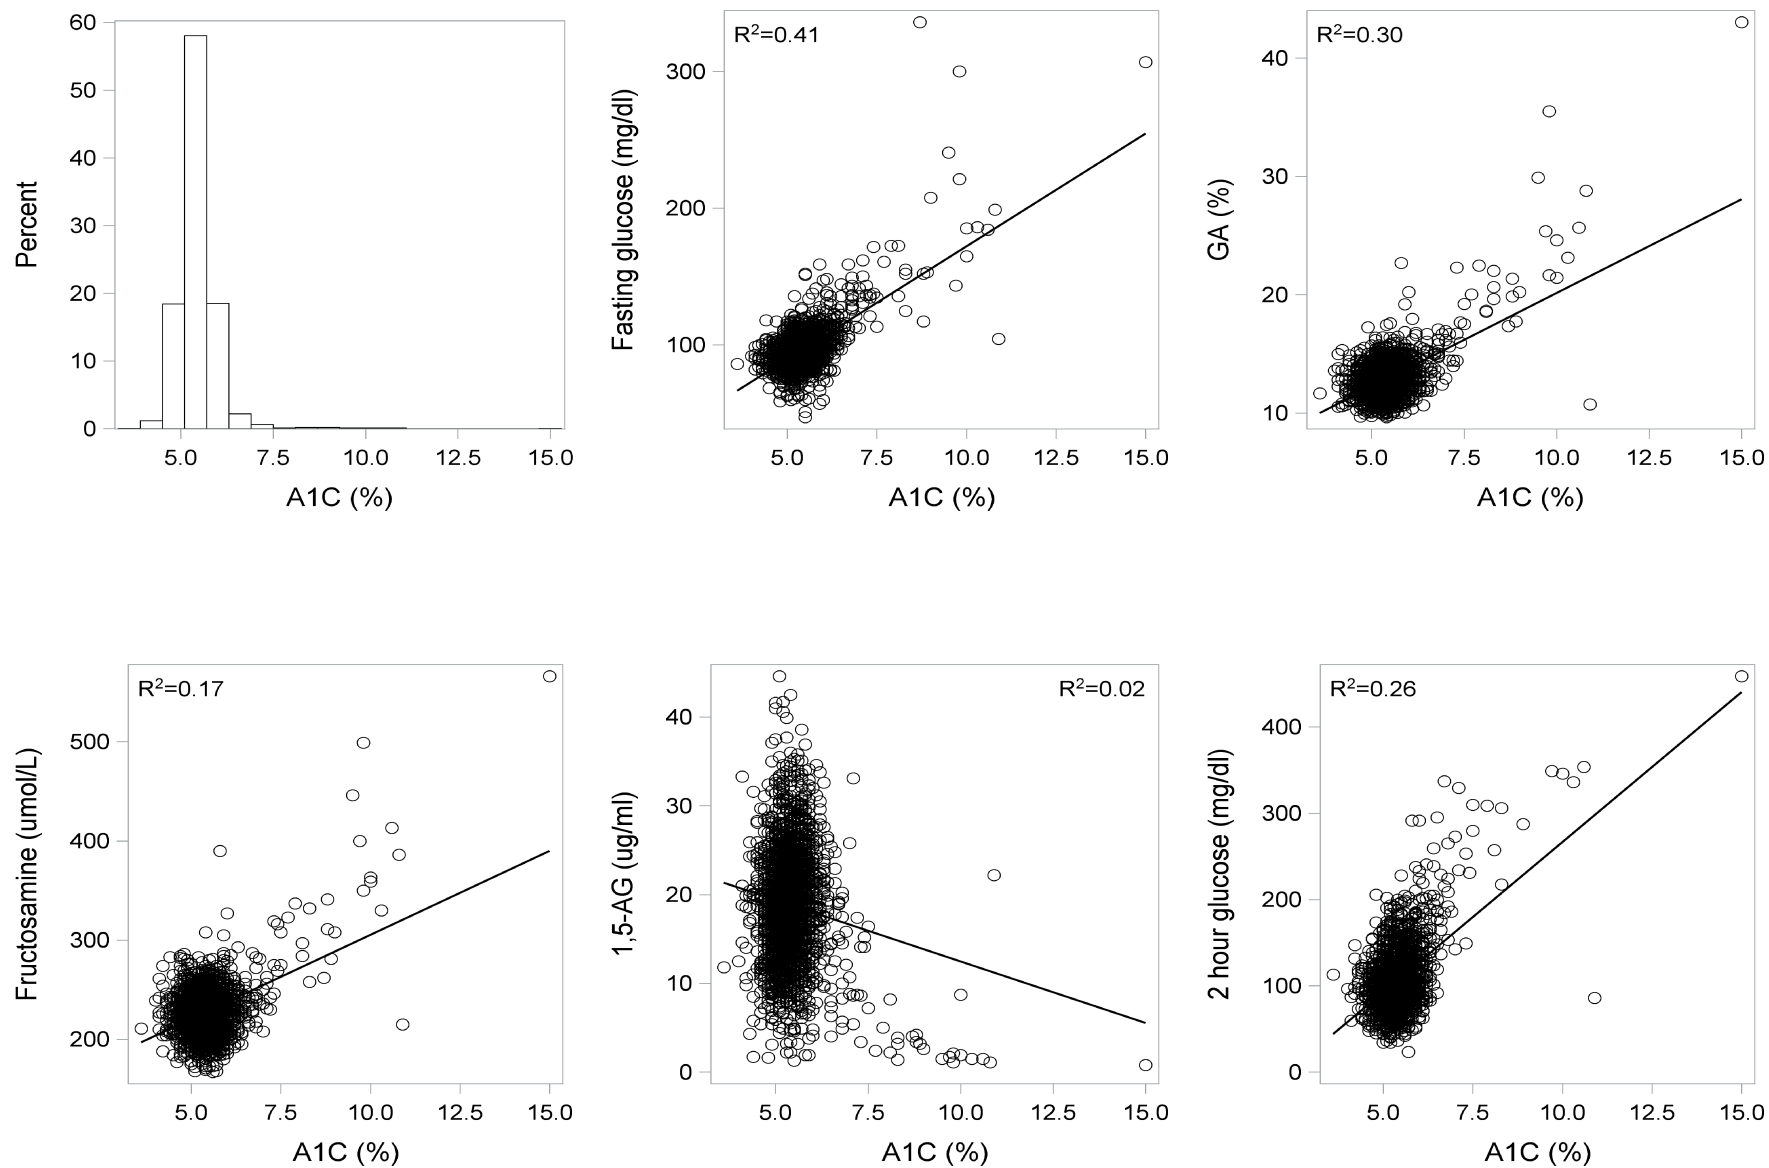 60
50
40
30
20
10
0
Percent
5.0 7.5 10.0 12.5 15.0
A1C (%)
R²=0.41
300
200
100
Fasting glucose (mg/dl)
5.0 7.5 10.0 12.5 15.0
A1C (%)
R²=0.30
40
30
20
10
GA (%)
5.0 7.5 10.0 12.5 15.0
A1C (%)
R²=0.17
500
400
300
200
Fructosamine (umol/L)
5.0 7.5 10.0 12.5 15.0
A1C (%)
R²=0.02
40
30
20
10
0
1,5-AG (ug/ml)
5.0 7.5 10.0 12.5 15.0
A1C (%)
R²=0.26
400
300
200
100
0
2 hour glucose (mg/dl)
5.0 7.5 10.0 12.5 15.0
A1C (%)